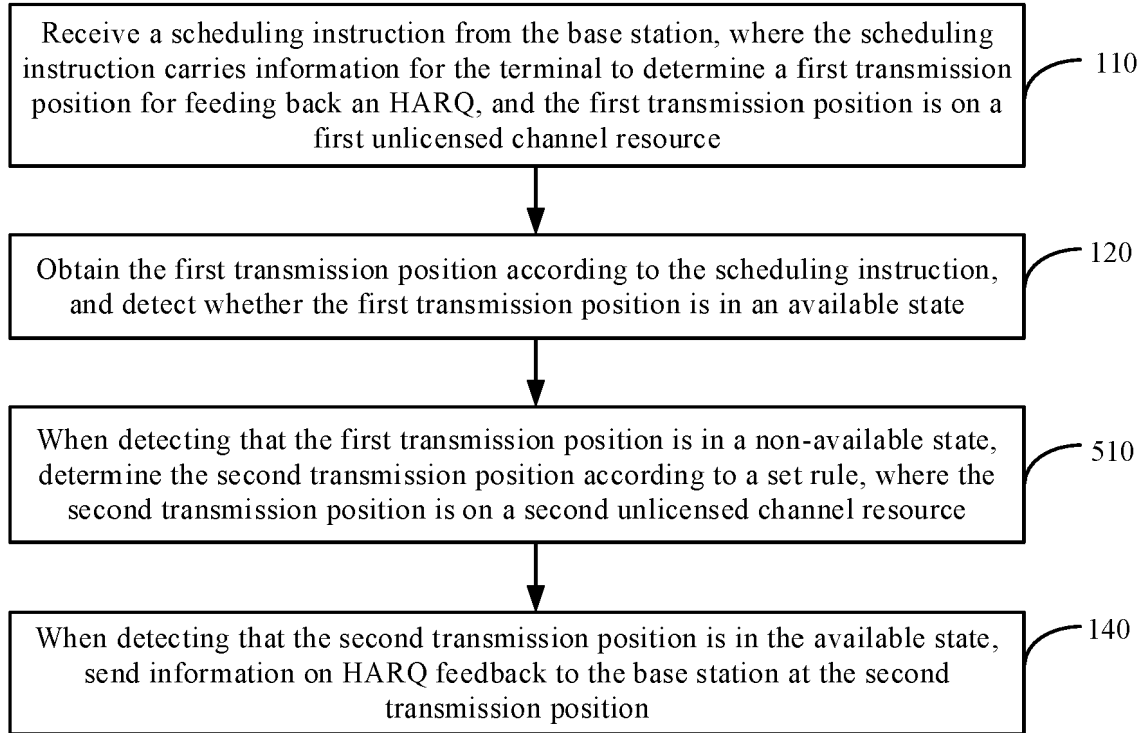 Receive a scheduling instruction from the base station, where the scheduling
instruction carries information for the terminal to determine a first transmission
position for feeding back an HARQ, and the first transmission position is on a
first unlicensed channel resource
110
Obtain the first transmission position according to the scheduling instruction,
and detect whether the first transmission position is in an available state
120
When detecting that the first transmission position is in a non-available state,
determine the second transmission position according to a set rule, where the
second transmission position is on a second unlicensed channel resource
510
When detecting that the second transmission position is in the available state,
send information on HARQ feedback to the base station at the second
transmission position
140